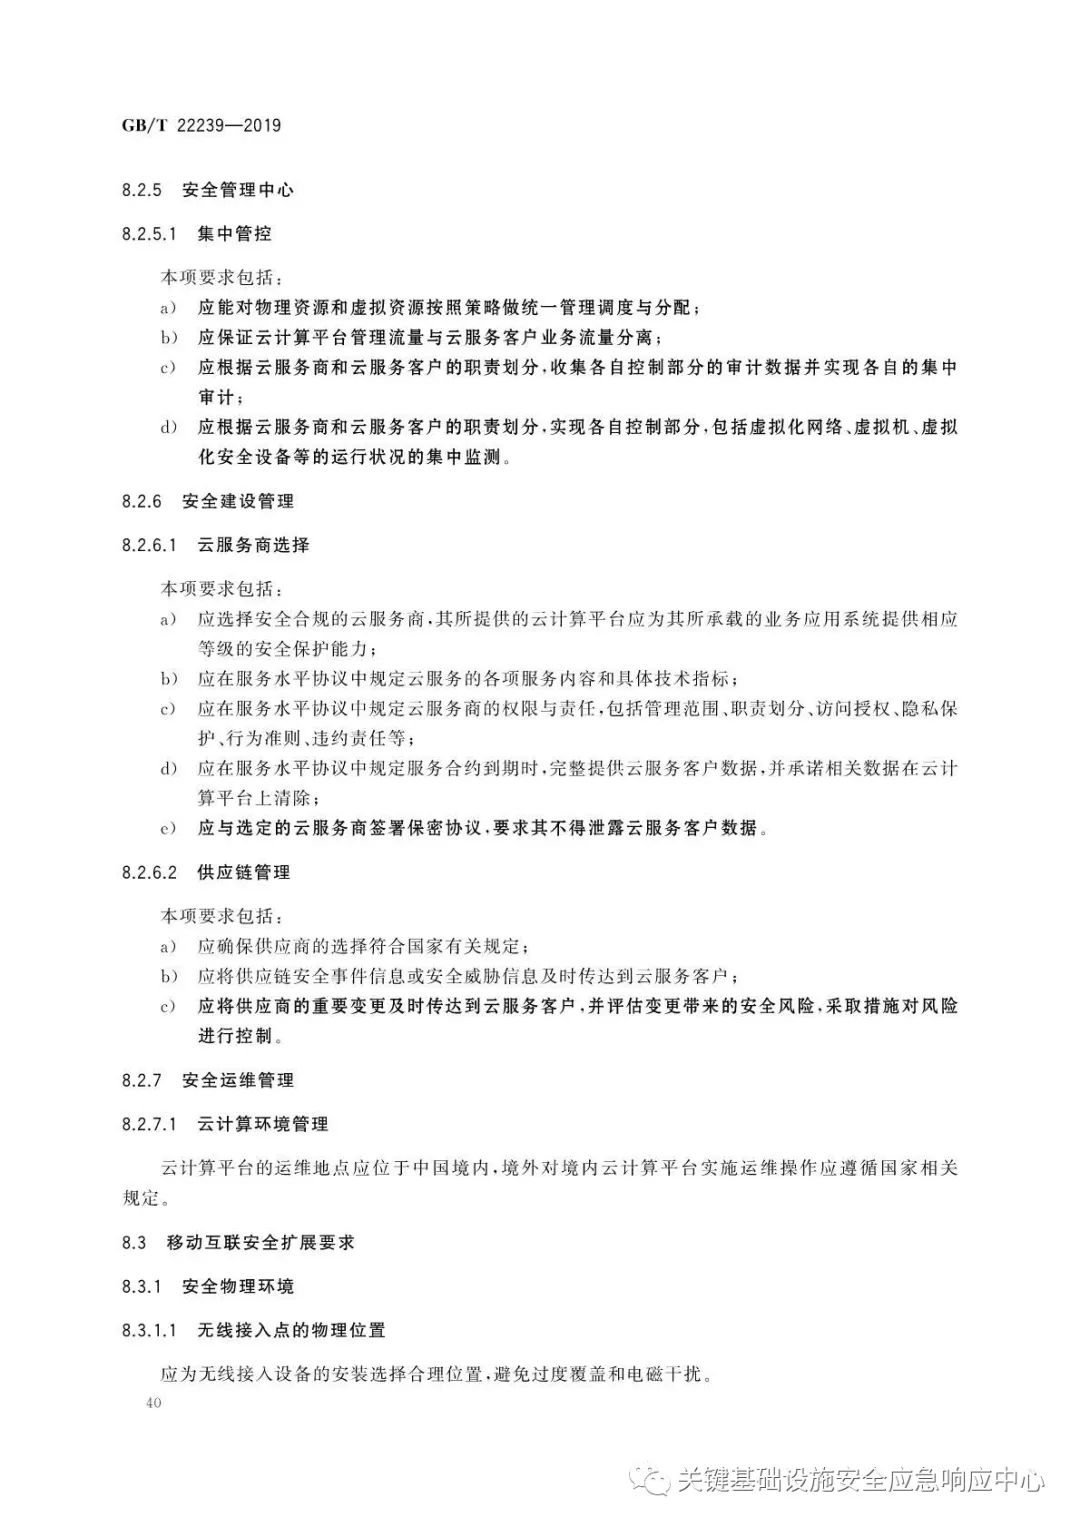 GB/T 22239—2019
8.2.5 安全管理中心
8.2.5.1 集中管控
本项要求包括：
a) 应能对物理资源和虚拟资源按照策略做统一管理调度与分配；
b) 应保证云计算平台管理流量与云服务客户业务流量分离；
c) 应根据云服务商和云服务客户的职责划分，收集各自控制部分的审计数据并实现各自的集中
审计；
d) 应根据云服务商和云服务客户的职责划分，实现各自控制部分，包括虚拟化网络、虚拟机、虚拟
化安全设备等的运行状况的集中监测。
8.2.6 安全建设管理
8.2.6.1 云服务商选择
本项要求包括：
a) 应选择安全合规的云服务商，其所提供的云计算平台应为其所承载的业务应用系统提供相应
等级的安全保护能力；
b) 应在服务水平协议中规定云服务的各项服务内容和具体技术指标；
c) 应在服务水平协议中规定云服务商的权限与责任，包括管理范围、职责划分、访问授权、隐私保
护、行为准则、违约责任等；
d) 应在服务水平协议中规定服务合约到期时，完整提供云服务客户数据，并承诺相关数据在云计
算平台上清除；
e) 应与选定的云服务商签署保密协议，要求其不得泄露云服务客户数据。
8.2.6.2 供应链管理
本项要求包括：
a) 应确保供应商的选择符合国家有关规定；
b) 应将供应链安全事件信息或安全威胁信息及时传达到云服务客户；
c) 应将供应商的重要变更及时传达到云服务客户，并评估变更带来的安全风险，采取措施对风险
进行控制。
8.2.7 安全运维管理
8.2.7.1 云计算环境管理
云计算平台的运维地点应位于中国境内，境外对境内云计算平台实施运维操作应遵循国家相关
规定。
8.3 移动互联安全扩展要求
8.3.1 安全物理环境
8.3.1.1 无线接入点的物理位置
应为无线接入设备的安装选择合理位置，避免过度覆盖和电磁干扰。
40
关键基础设施安全应急响应中心